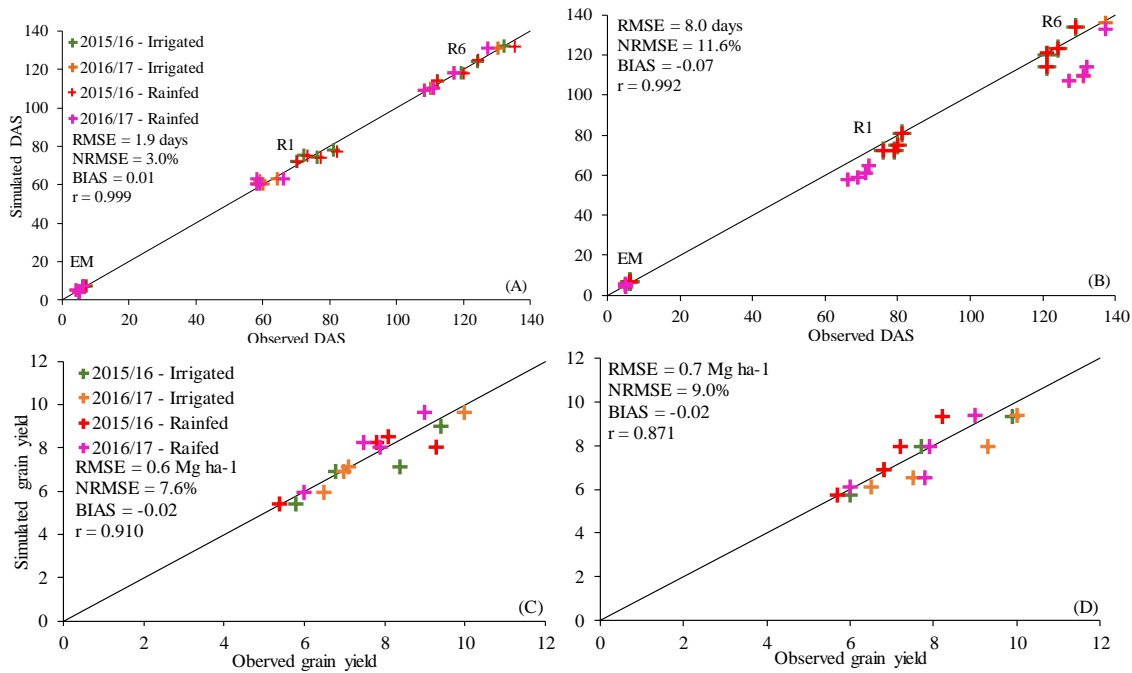 140
120
100
80
60
40
20
0
Simulated DAS
2015/16 - Irrigated
2016/17 - Irrigated
2015/16 - Rainfed
2016/17 - Rainfed
RMSE = 1.9 days
NRMSE = 3.0%
BIAS = 0.01
r = 0.999
R6
R1
EM
(A)
0 20 40 60 80 100 120 140
Observed DAS
140
120
100
80
60
40
20
0
RMSE = 8.0 days
NRMSE = 11.6%
BIAS = -0.07
r = 0.992
R6
R1
EM
(B)
0 20 40 60 80 100 120 140
Observed DAS
12
10
8
6
4
2
0
Simulated grain yield
2015/16 - Irrigated
2016/17 - Irrigated
2015/16 - Rainfed
2016/17 - Raifed
RMSE = 0.6 Mg ha-1
NRMSE = 7.6%
BIAS = -0.02
r = 0.910
(C)
0 2 4 6 8 10 12
Oberved grain yield
12
10
8
6
4
2
0
RMSE = 0.7 Mg ha-1
NRMSE = 9.0%
BIAS = -0.02
r = 0.871
(D)
0 2 4 6 8 10 12
Observed grain yield